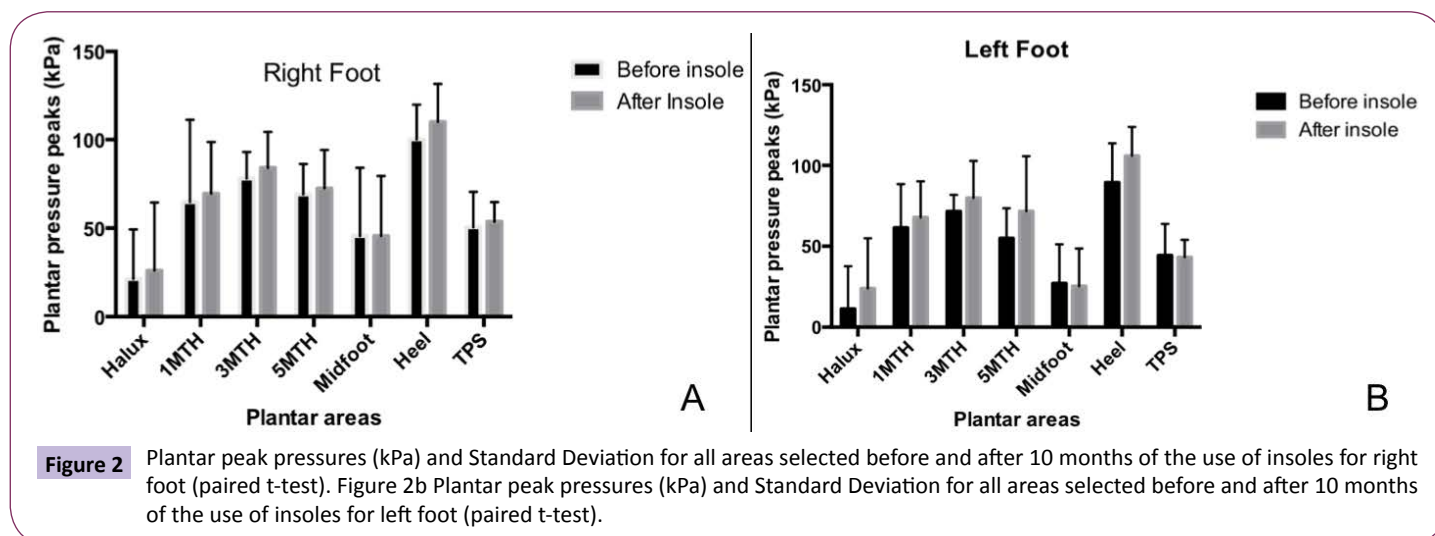 Right Foot
Before insole
After Insole
Plantar pressure peaks (kPa)
150
100
50
0
Halux
1MTH
3MTH
5MTH
Midfoot
Heel
TPS
Plantar areas
A
Left Foot
Before insole
After insole
Plantar pressure peaks (kPa)
150
100
50
0
Halux
1MTH
3MTH
5MTH
Midfoot
Heel
TPS
Plantar areas
B
Figure 2 Plantar peak pressures (kPa) and Standard Deviation for all areas selected before and after 10 months of the use of insoles for right
foot (paired t-test). Figure 2b Plantar peak pressures (kPa) and Standard Deviation for all areas selected before and after 10 months
of the use of insoles for left foot (paired t-test).